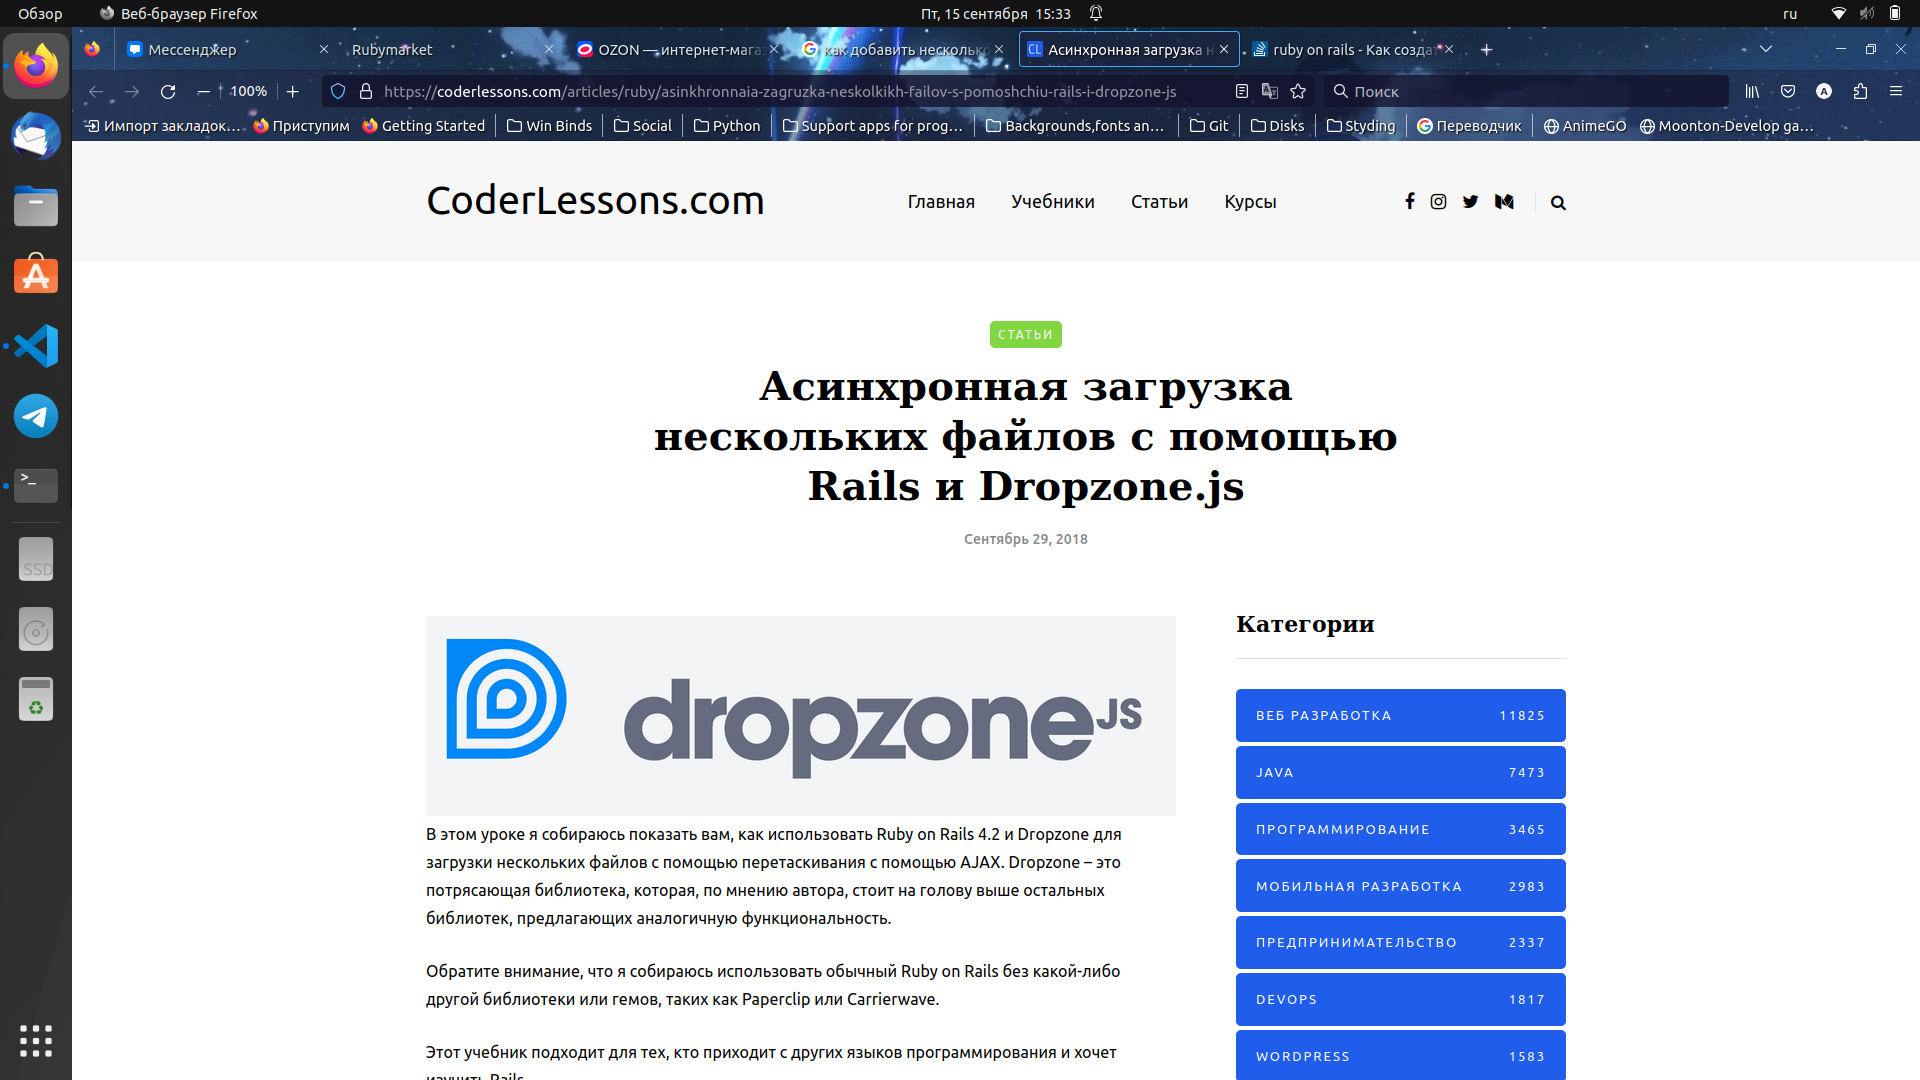 Обзор
Веб-браузер Firefox
Пт, 15 сентября 15:33
ru
Мессенджер
Rubymarket
OZON — интернет-мага
как добавить нескольк
CL Асинхронная загрузка н
ruby on rails - Как создат
100%
https://coderlessons.com/articles/ruby/asinkhronnaia-zagruzka-neskolkikh-failov-s-pomoshchiu-rails-i-dropzone-js
Поиск
A
Импорт закладок…
Приступим
Getting Started
Win Binds
Social
Python
Support apps for prog…
Backgrounds,fonts an…
Git
Disks
Styding
Переводчик
AnimeGO
Moonton-Develop ga…
CoderLessons.com
Главная
Учебники
Статьи
Курсы
СТАТЬИ
Асинхронная загрузка
нескольких файлов с помощью
Rails и Dropzone.js
Сентябрь 29, 2018
dropzone JS
В этом уроке я собираюсь показать вам, как использовать Ruby on Rails 4.2 и Dropzone для
загрузки нескольких файлов с помощью перетаскивания с помощью AJAX. Dropzone – это
потрясающая библиотека, которая, по мнению автора, стоит на голову выше остальных
библиотек, предлагающих аналогичную функциональность.
Обратите внимание, что я собираюсь использовать обычный Ruby on Rails без какой-либо
другой библиотеки или гемов, таких как Paperclip или Carrierwave.
Этот учебник подходит для тех, кто приходит с других языков программирования и хочет
изучить Rails.
Категории
ВЕБ РАЗРАБОТКА 11825
JAVA 7473
ПРОГРАММИРОВАНИЕ 3465
МОБИЛЬНАЯ РАЗРАБОТКА 2983
ПРЕДПРИНИМАТЕЛЬСТВО 2337
DEVOPS 1817
WORDPRESS 1583
SSD